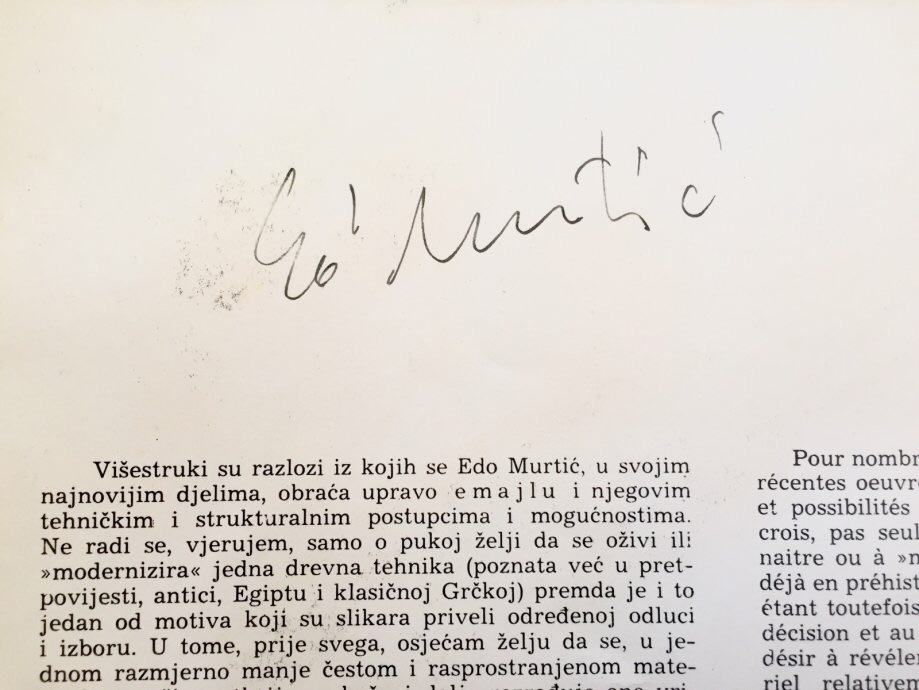 Edo Murtić
Višestruki su razlozi iz kojih se Edo Murtić, u svojim
najnovijim djelima, obraća upravo emajlu i njegovim
tehničkim i strukturalnim postupcima i mogućnostima.
Ne radi se, vjerujem, samo o pukoj želji da se oživi ili
»modernizira« jedna drevna tehnika (poznata već u pret-
povijesti, antici, Egiptu i klasičnoj Grčkoj) premda je i to
jedan od motiva koji su slikara priveli određenoj odluci
i izboru. U tome, prije svega, osjećam želju da se, u je-
dnom razmjerno manje čestom i rasprostranjenom mate-
Pour nombr
récentes oeuvre
et possibilités
crois, pas seul
naitre ou à »m
déjà en préhist
étant toutefois
décision et au
désir à révéler
riel relativem